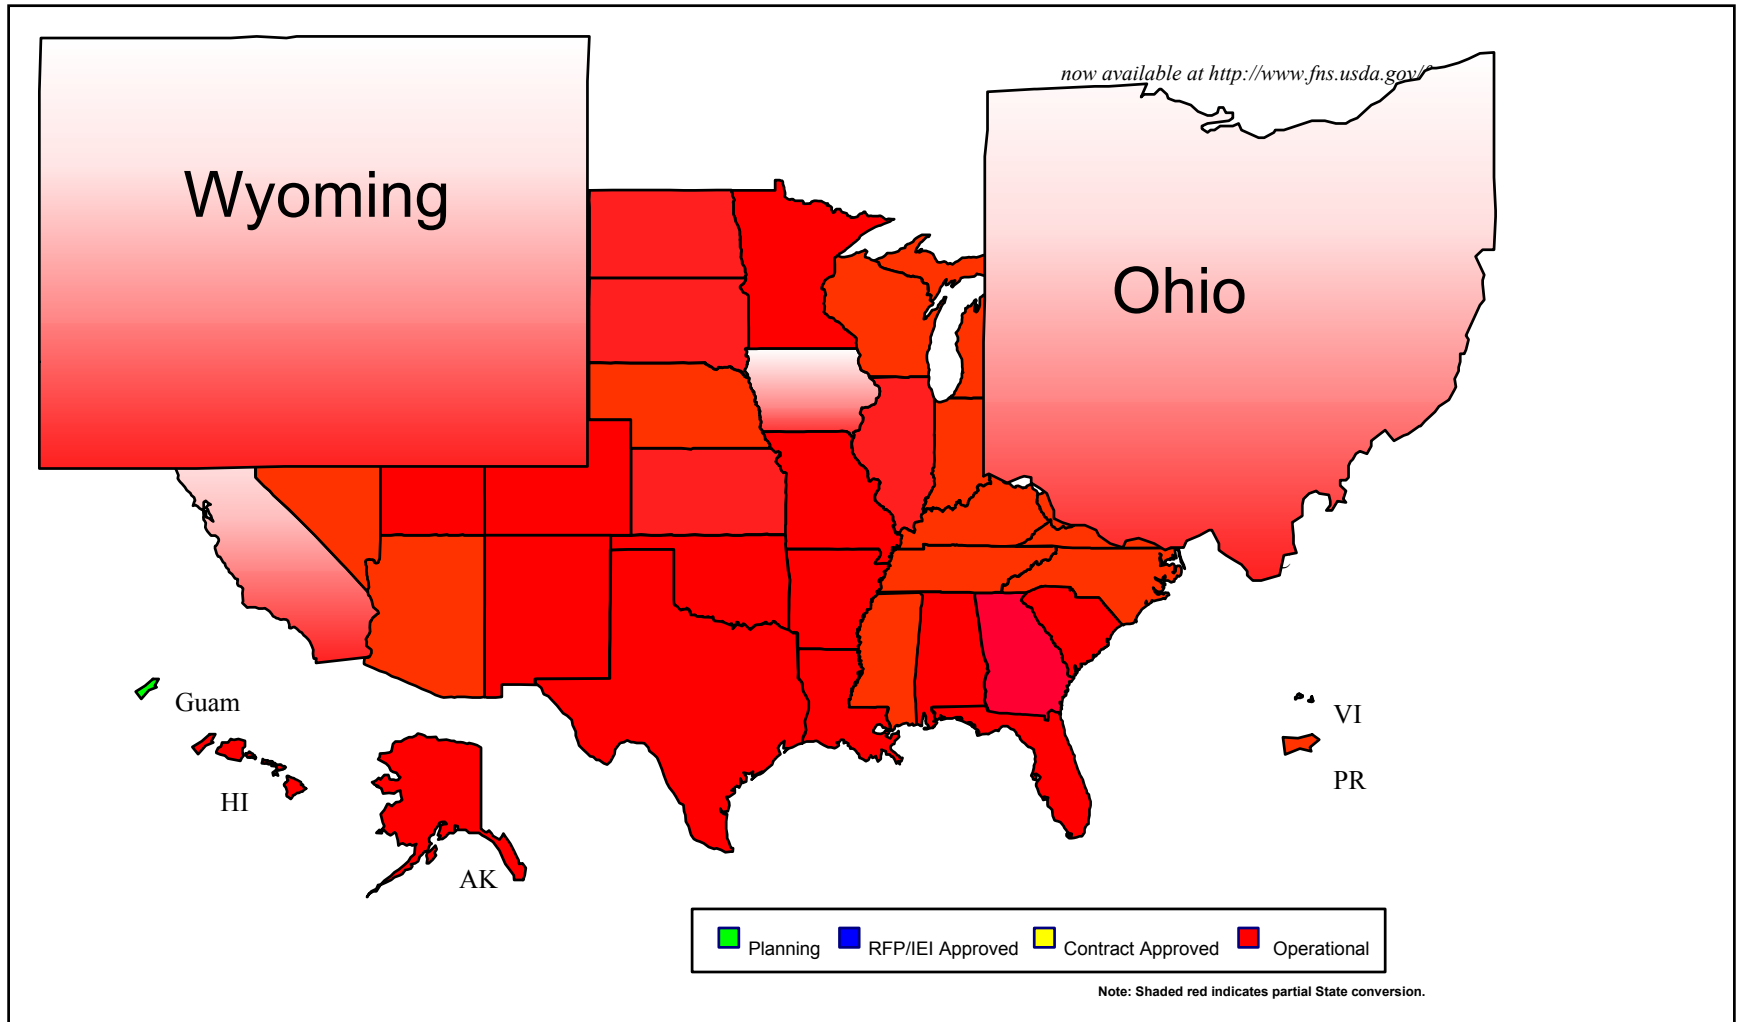 now available at http://www.fns.usda.gov/f
Wyoming
Ohio
Guam
HI
AK
VI
PR
Planning
RFP/IEI Approved
Contract Approved
Operational
Note: Shaded red indicates partial State conversion.